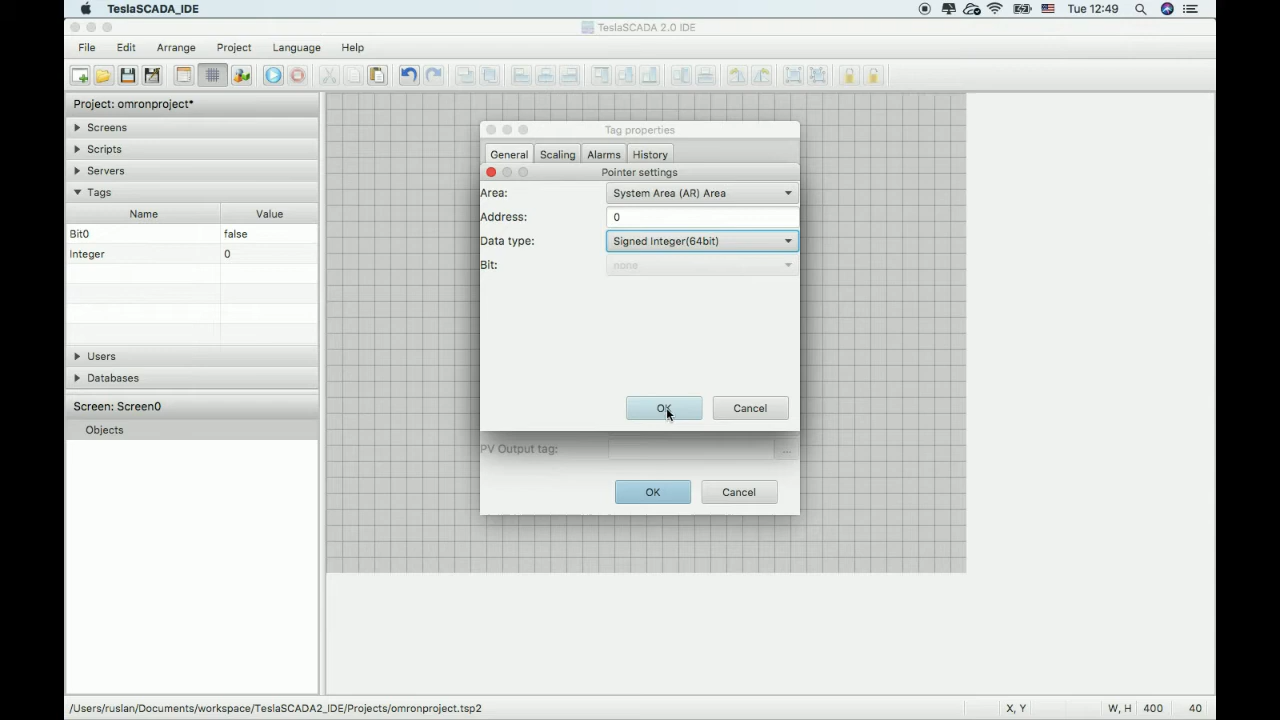 TeslaSCADA_IDE
Tue 12:49
TeslaSCADA 2.0 IDE
File Edit Arrange Project Language Help
Project: omronproject*
Screens
Scripts
Servers
Tags
Name Value
Bit0 false
Integer 0
Users
Databases
Screen: Screen0
Objects
Tag properties
General Scaling Alarms History
Pointer settings
Area: System Area (AR) Area
Address: 0
Data type: Signed Integer(64bit)
Bit: none
OK Cancel
PV Output tag: ...
OK Cancel
/Users/ruslan/Documents/workspace/TeslaSCADA2_IDE/Projects/omronproject.tsp2
X, Y W, H 400 40